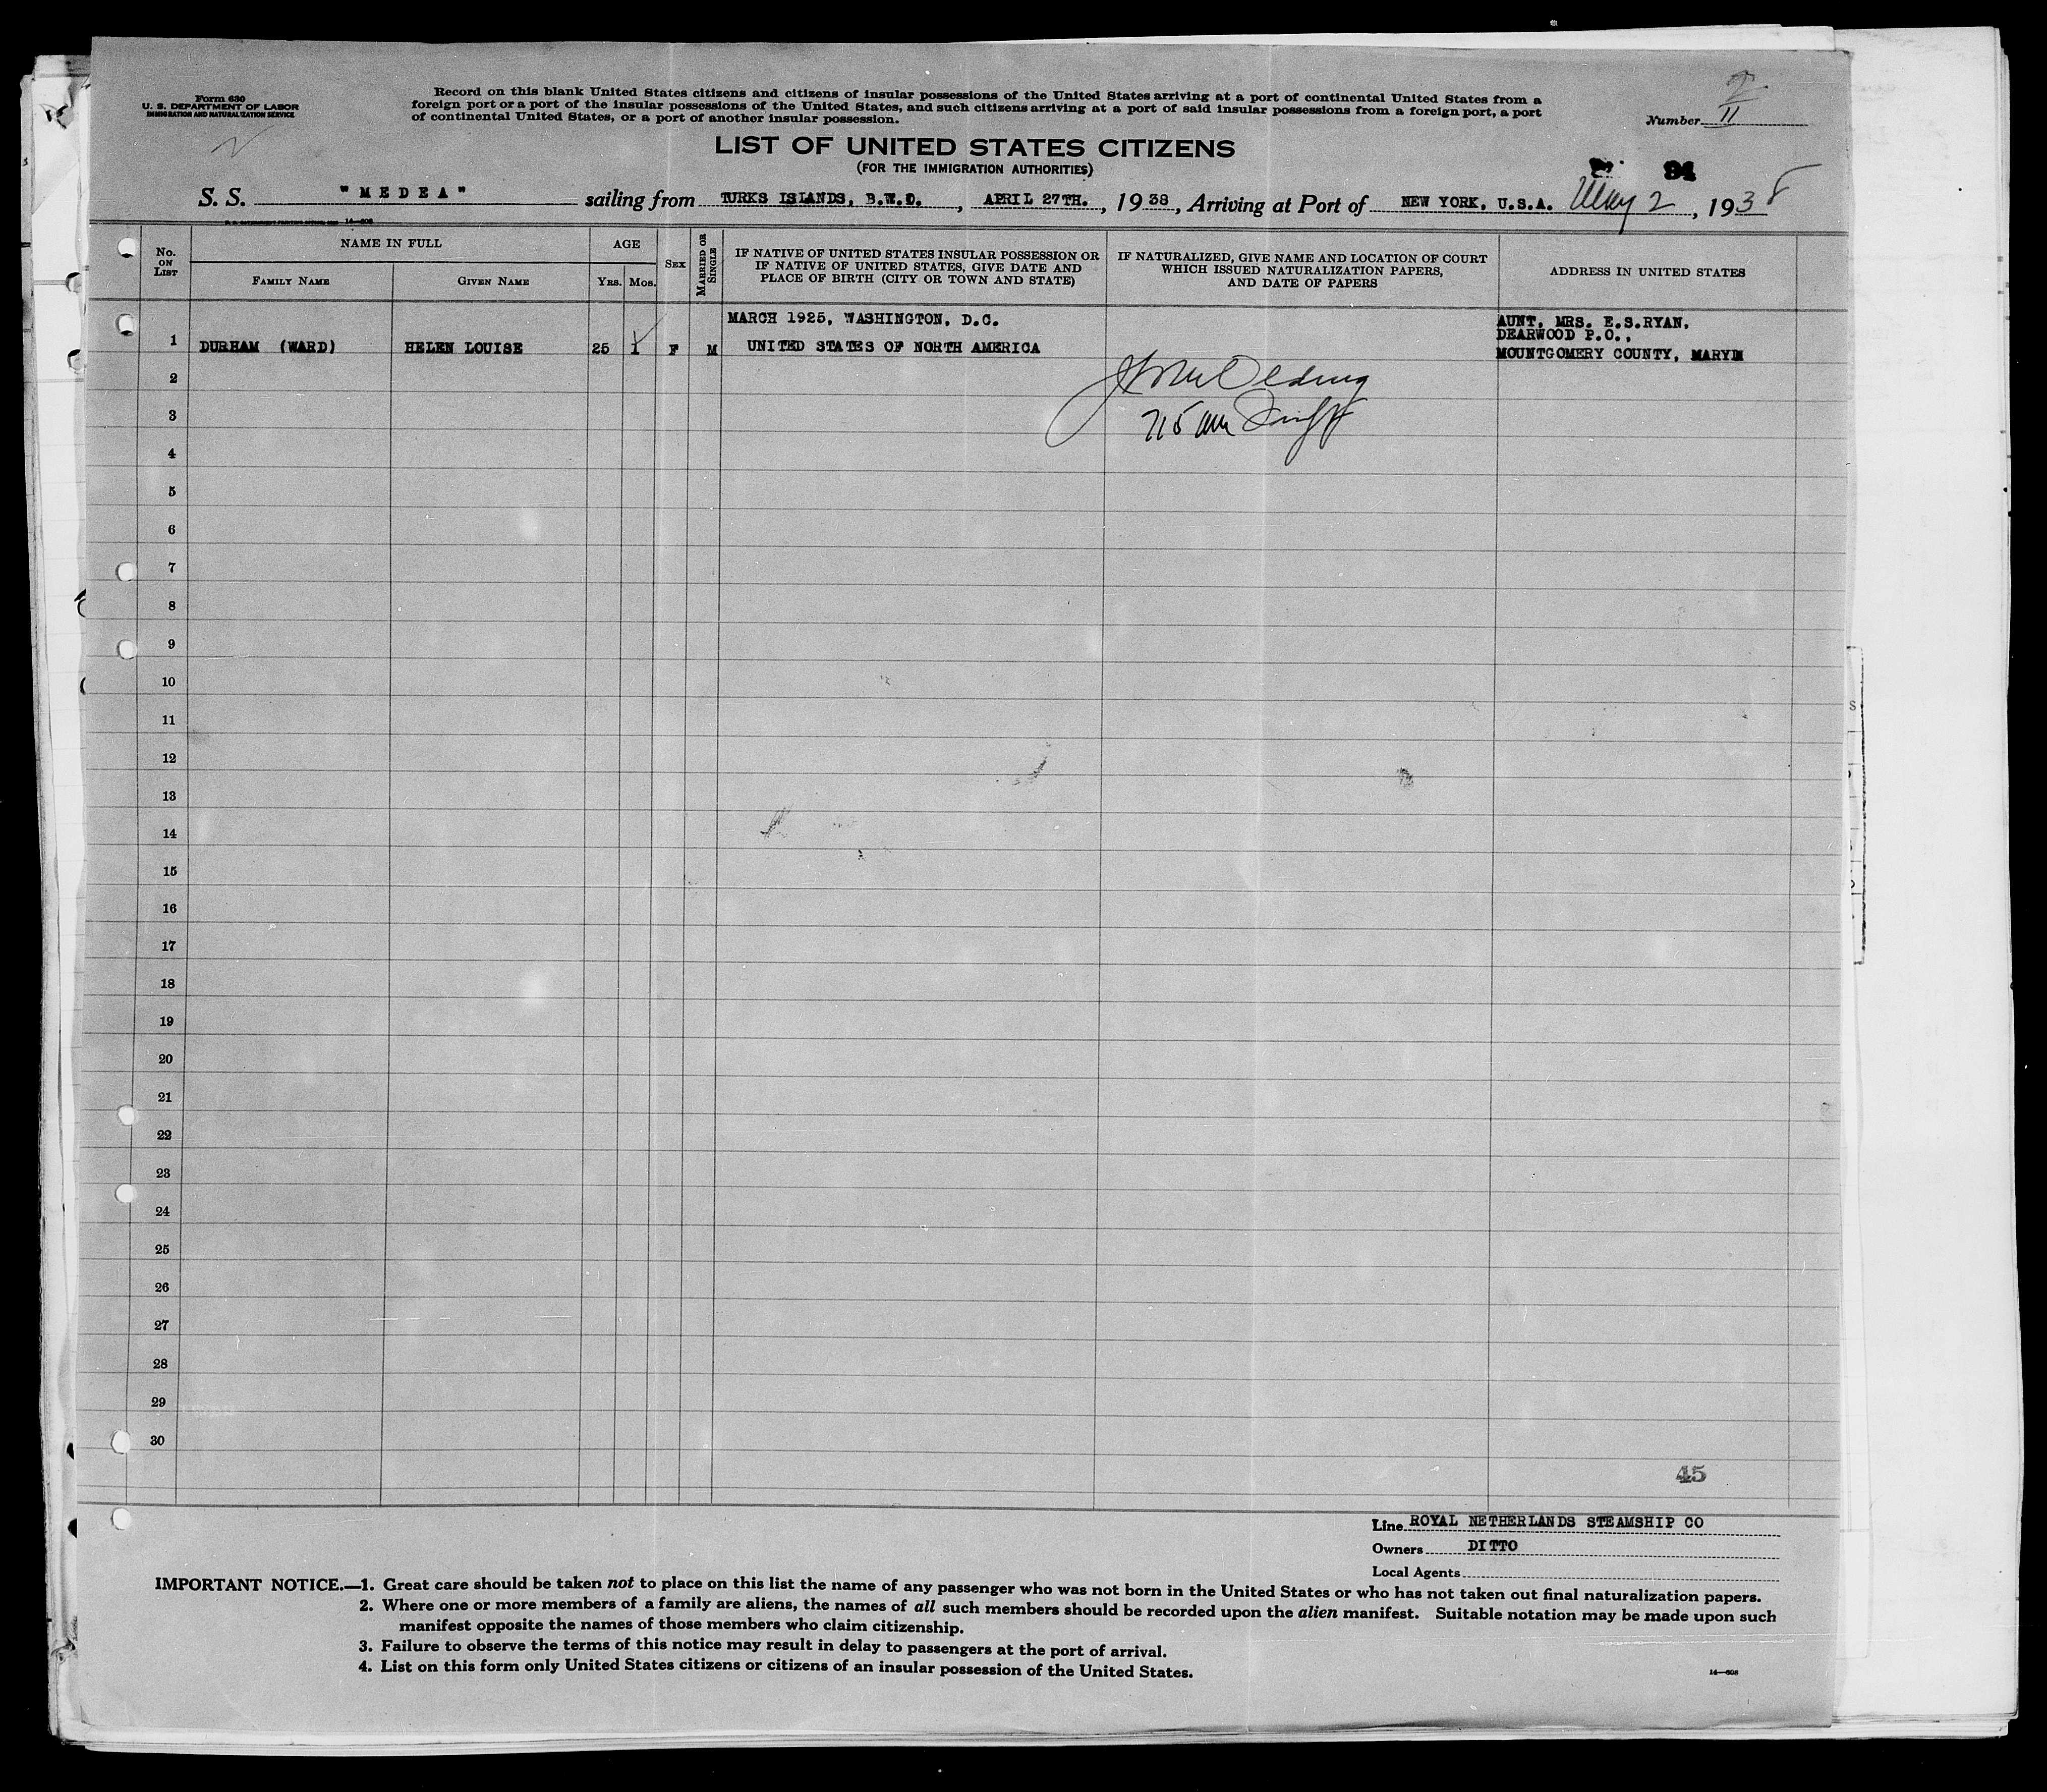 Form 630
U. S. DEPARTMENT OF LABOR
IMMIGRATION AND NATURALIZATION SERVICE
Record on this blank United States citizens and citizens of insular possessions of the United States arriving at a port of continental United States from a
foreign port or a port of the insular possessions of the United States, and such citizens arriving at a port of said insular possessions from a foreign port, a port
of continental United States, or a port of another insular possession.
Number 11
LIST OF UNITED STATES CITIZENS
(FOR THE IMMIGRATION AUTHORITIES)
94
S. S. "MEDEA" sailing from TURKS ISLANDS, B.W.I., APRIL 27TH., 1938, Arriving at Port of NEW YORK, U.S.A. May 2, 1938
14—608
No. ON LIST
NAME IN FULL
FAMILY NAME
GIVEN NAME
AGE
YRS.
MOS.
SEX
MARRIED OR SINGLE
IF NATIVE OF UNITED STATES INSULAR POSSESSION OR
IF NATIVE OF UNITED STATES, GIVE DATE AND
PLACE OF BIRTH (CITY OR TOWN AND STATE)
IF NATURALIZED, GIVE NAME AND LOCATION OF COURT
WHICH ISSUED NATURALIZATION PAPERS,
AND DATE OF PAPERS
ADDRESS IN UNITED STATES
MARCH 1925, WASHINGTON, D.C.
AUNT, MRS. E.S.RYAN.
DEARWOOD P.O.,
1 DURHAM (WARD) HELEN LOUISE 25 1 F M UNITED STATES OF NORTH AMERICA MOUNTGOMERY COUNTY, MARYD
2
3
4
5
6
7
8
9
10
11
12
13
14
15
16
17
18
19
20
21
22
23
24
25
26
27
28
29
30
45
Line ROYAL NETHERLANDS STEAMSHIP CO
Owners DITTO
Local Agents
IMPORTANT NOTICE.—1. Great care should be taken not to place on this list the name of any passenger who was not born in the United States or who has not taken out final naturalization papers.
2. Where one or more members of a family are aliens, the names of all such members should be recorded upon the alien manifest. Suitable notation may be made upon such
manifest opposite the names of those members who claim citizenship.
3. Failure to observe the terms of this notice may result in delay to passengers at the port of arrival.
4. List on this form only United States citizens or citizens of an insular possession of the United States.
14—608